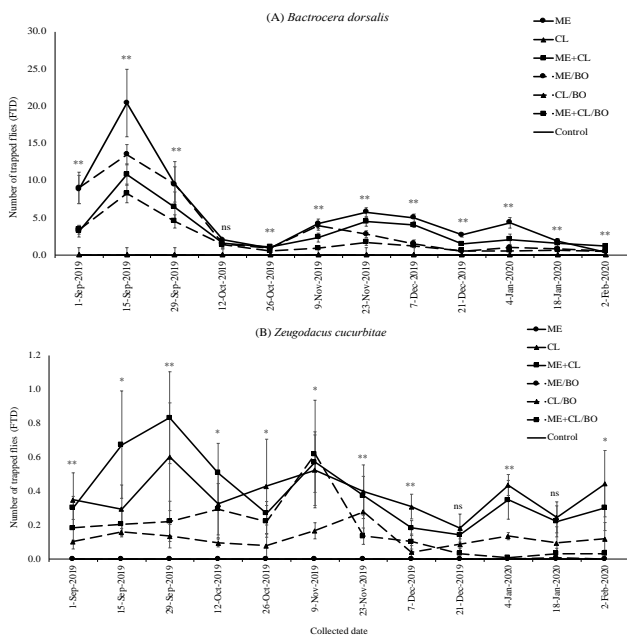 (A) Bactrocera dorsalis
Number of trapped flies (FTD)
30.0
25.0
20.0
15.0
10.0
5.0
0.0
**
**
**
ns
**
**
**
**
**
**
**
**
ME
CL
ME+CL
ME/BO
CL/BO
ME+CL/BO
Control
1-Sep-2019
15-Sep-2019
29-Sep-2019
12-Oct-2019
26-Oct-2019
9-Nov-2019
23-Nov-2019
7-Dec-2019
21-Dec-2019
4-Jan-2020
18-Jan-2020
2-Feb-2020
(B) Zeugodacus cucurbitae
Number of trapped flies (FTD)
1.2
1.0
0.8
0.6
0.4
0.2
0.0
**
*
**
*
*
*
**
**
ns
**
ns
*
ME
CL
ME+CL
ME/BO
CL/BO
ME+CL/BO
Control
1-Sep-2019
15-Sep-2019
29-Sep-2019
12-Oct-2019
26-Oct-2019
9-Nov-2019
23-Nov-2019
7-Dec-2019
21-Dec-2019
4-Jan-2020
18-Jan-2020
2-Feb-2020
Collected date